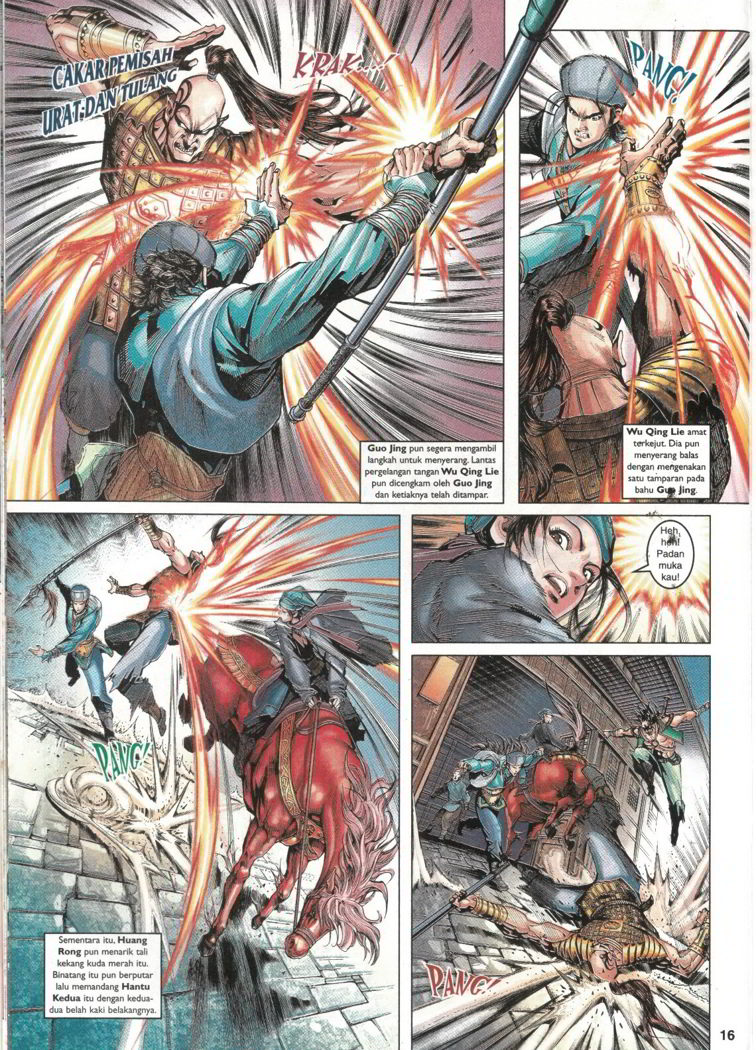 CAKAR PEMISAH
URAT DAN TULANG
KRAK....!
PANG!
Guo Jing pun segera mengambil
langkah untuk menyerang. Lantas
pergelangan tangan Wu Qing Lie
pun dicengkam oleh Guo Jing
dan ketiaknya telah ditampar.
Wu Qing Lie amat
terkejut. Dia pun
menyerang balas
dengan mengenakan
satu tamparan pada
bahu Guo Jing.
PANG!
Sementara itu, Huang
Rong pun menarik tali
kekang kuda merah itu.
Binatang itu pun berputar
lalu memandang Hantu
Kedua itu dengan kedua-
dua belah kaki belakangnya.
Heh,
heh!
Padan
muka
kau!
PANG!
16